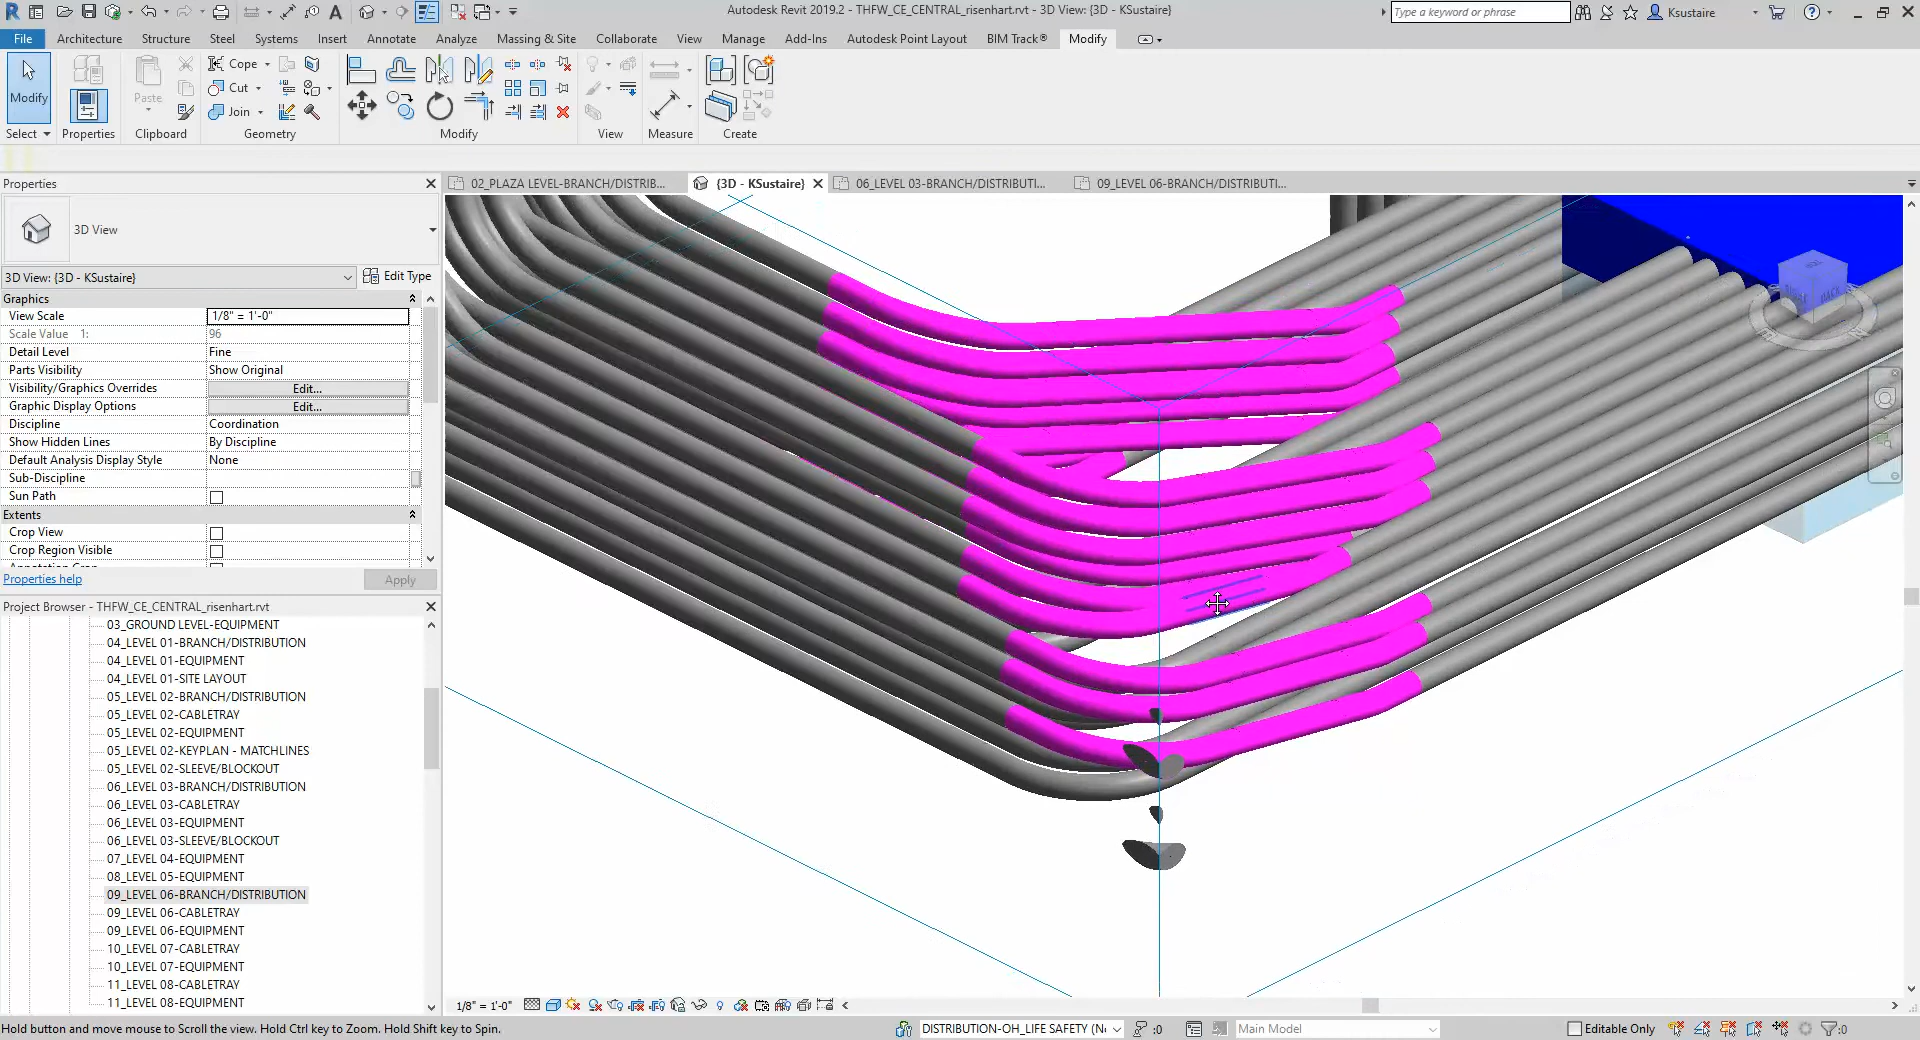 Autodesk Revit 2019.2 - THFW_CE_CENTRAL_risenhart.rvt - 3D View: {3D - KSustaire}
Type a keyword or phrase
Ksustaire
File Architecture Structure Steel Systems Insert Annotate Analyze Massing & Site Collaborate View Manage Add-Ins Autodesk Point Layout BIM Track® Modify
Modify
Paste
Cope
Cut
Join
Select Properties Clipboard Geometry Modify View Measure Create
Properties
02_PLAZA LEVEL-BRANCH/DISTRIB... {3D - KSustaire} 06_LEVEL 03-BRANCH/DISTRIBUTI... 09_LEVEL 06-BRANCH/DISTRIBUTI...
3D View
3D View: {3D - KSustaire} Edit Type
Graphics
View Scale 1/8" = 1'-0"
Scale Value 1: 96
Detail Level Fine
Parts Visibility Show Original
Visibility/Graphics Overrides Edit...
Graphic Display Options Edit...
Discipline Coordination
Show Hidden Lines By Discipline
Default Analysis Display Style None
Sub-Discipline
Sun Path
Extents
Crop View
Crop Region Visible
Properties help Apply
Project Browser - THFW_CE_CENTRAL_risenhart.rvt
03_GROUND LEVEL-EQUIPMENT
04_LEVEL 01-BRANCH/DISTRIBUTION
04_LEVEL 01-EQUIPMENT
04_LEVEL 01-SITE LAYOUT
05_LEVEL 02-BRANCH/DISTRIBUTION
05_LEVEL 02-CABLETRAY
05_LEVEL 02-EQUIPMENT
05_LEVEL 02-KEYPLAN - MATCHLINES
05_LEVEL 02-SLEEVE/BLOCKOUT
06_LEVEL 03-BRANCH/DISTRIBUTION
06_LEVEL 03-CABLETRAY
06_LEVEL 03-EQUIPMENT
06_LEVEL 03-SLEEVE/BLOCKOUT
07_LEVEL 04-EQUIPMENT
08_LEVEL 05-EQUIPMENT
09_LEVEL 06-BRANCH/DISTRIBUTION
09_LEVEL 06-CABLETRAY
09_LEVEL 06-EQUIPMENT
10_LEVEL 07-CABLETRAY
10_LEVEL 07-EQUIPMENT
11_LEVEL 08-CABLETRAY
11_LEVEL 08-EQUIPMENT
1/8" = 1'-0"
Hold button and move mouse to Scroll the view. Hold Ctrl key to Zoom. Hold Shift key to Spin. DISTRIBUTION-OH_LIFE SAFETY (N :0 Main Model Editable Only :0